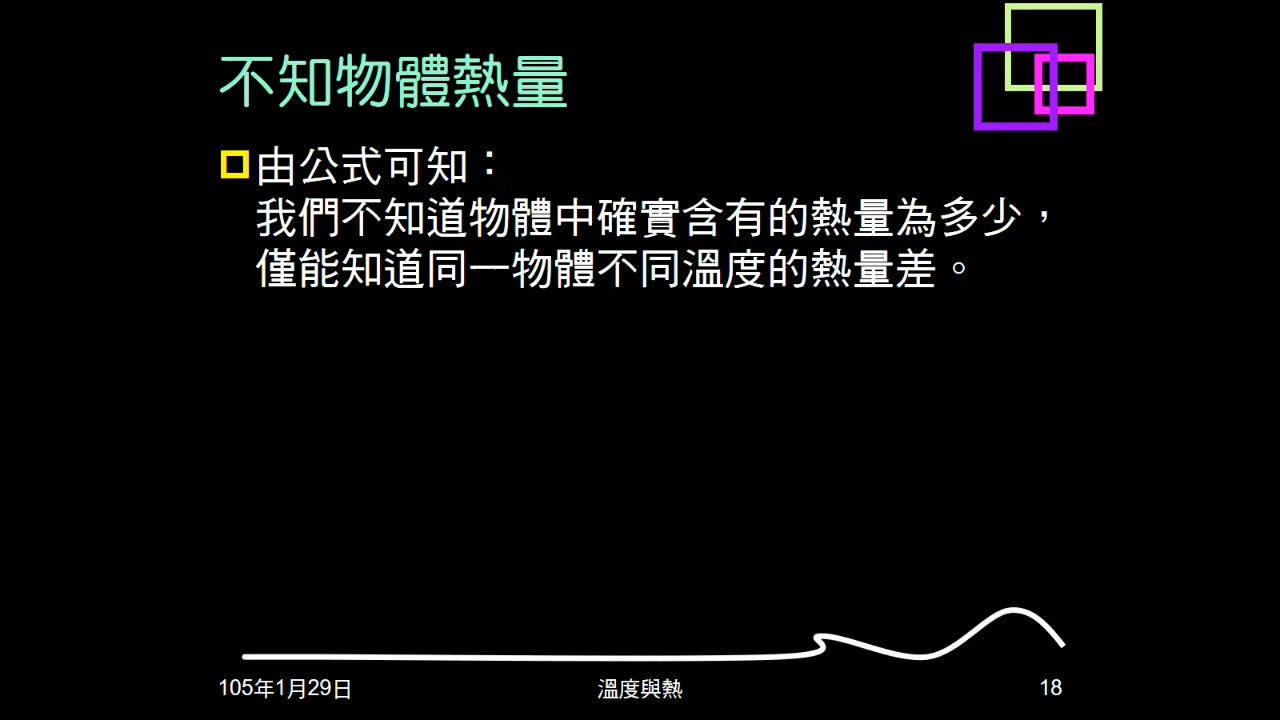 不知物體熱量
由公式可知：
我們不知道物體中確實含有的熱量為多少，
僅能知道同一物體不同溫度的熱量差。
105年1月29日
溫度與熱
18